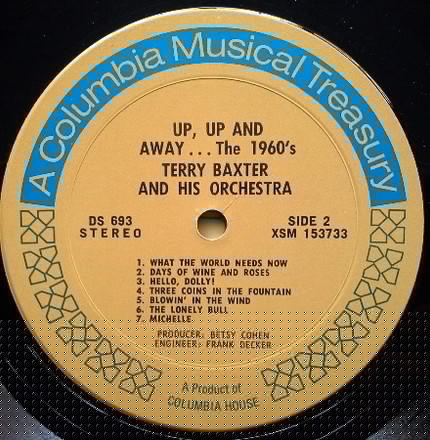 A Columbia Musical Treasury
UP, UP AND
AWAY... The 1960's
TERRY BAXTER
AND HIS ORCHESTRA
DS 693
STEREO
SIDE 2
XSM 153733
1. WHAT THE WORLD NEEDS NOW
2. DAYS OF WINE AND ROSES
3. HELLO, DOLLY!
4. THREE COINS IN THE FOUNTAIN
5. BLOWIN' IN THE WIND
6. THE LONELY BULL
7. MICHELLE
PRODUCER: BETSY COHEN
ENGINEER: FRANK DECKER
A Product of
COLUMBIA HOUSE